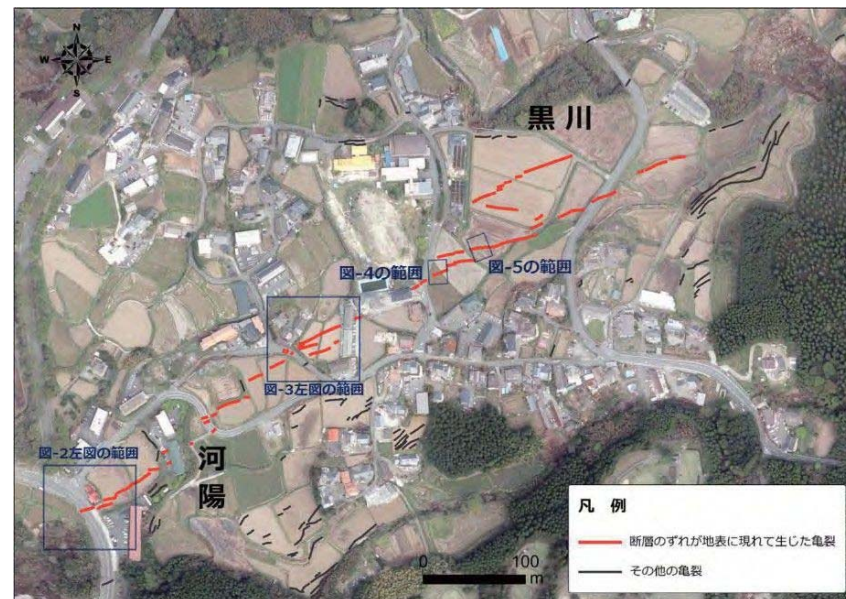 N
W E
S
黒川
図-4の範囲
図-5の範囲
図-3左図の範囲
図-2左図の範囲
河
陽
0 100
m
凡 例
断層のずれが地表に現れて生じた亀裂
その他の亀裂